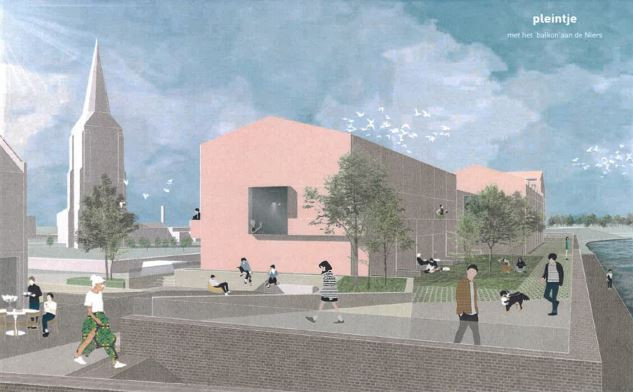 pleintje
met het 'balkon' aan de Niers